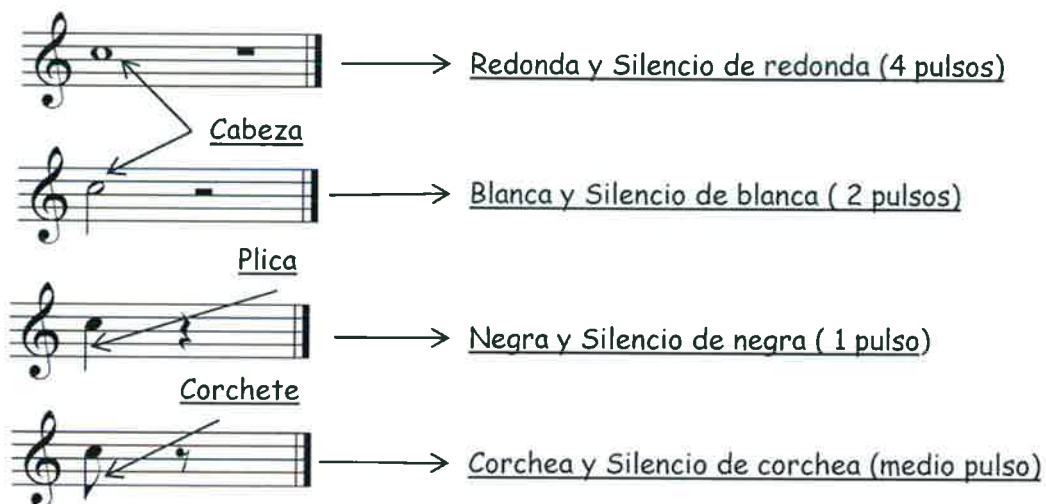 Redonda y Silencio de redonda (4 pulsos)
Cabeza
Blanca y Silencio de blanca ( 2 pulsos)
Plica
Negra y Silencio de negra ( 1 pulso)
Corchete
Corchea y Silencio de corchea (medio pulso)